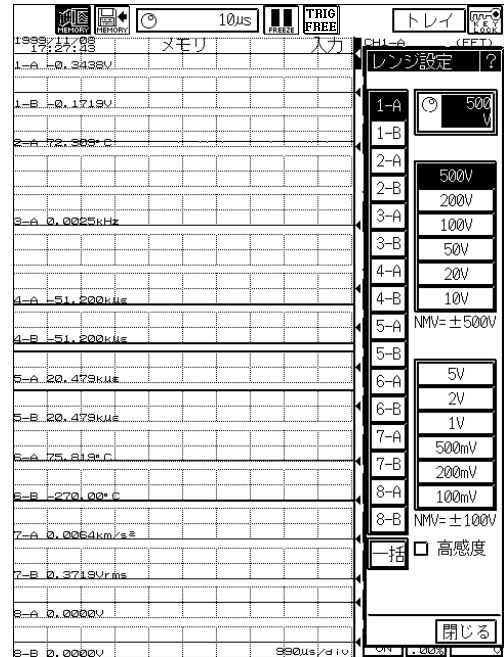 MEMORY MEMORY 10μs FREEZE TRIG FREE トレイ KEY LOCK
1999/11/08 メモリ 入力 CH1-A (FFT)
17:27:43
レンジ設定 ?
1-A -0.3438V
1-B -0.1719V
2-A 72.309°C
3-A 0.0025kHz
4-A -51.200kμε
4-B -51.200kμε
5-A 20.479kμε
5-B 20.479kμε
6-A 75.819°C
6-B -270.00°C
7-A 0.0064km/s²
7-B 0.3719Vrms
8-A 0.0000V
8-B 0.0000V
990μs/div
1-A
1-B
2-A
2-B
3-A
3-B
4-A
4-B
5-A
5-B
6-A
6-B
7-A
7-B
8-A
8-B
一括
500
V
500V
200V
100V
50V
20V
10V
NMV=±500V
5V
2V
1V
500mV
200mV
100mV
NMV=±100V
高感度
閉じる
ON .00%